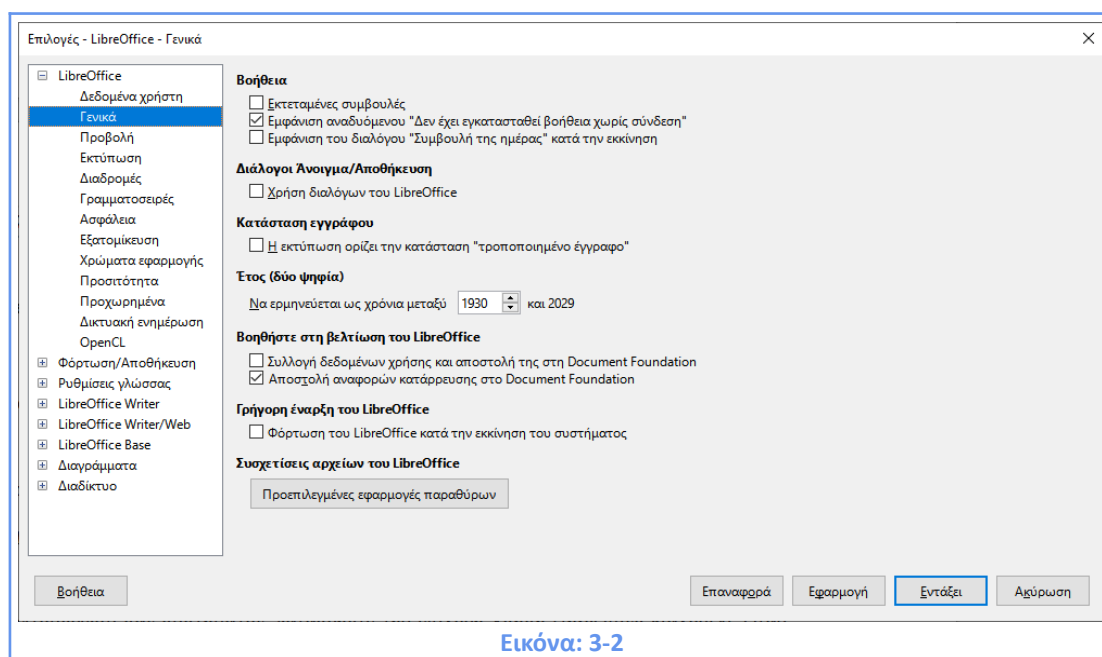 Επιλογές - LibreOffice - Γενικά
LibreOffice
Δεδομένα χρήστη
Γενικά
Προβολή
Εκτύπωση
Διαδρομές
Γραμματοσειρές
Ασφάλεια
Εξατομίκευση
Χρώματα εφαρμογής
Προσιτότητα
Προχωρημένα
Δικτυακή ενημέρωση
OpenCL
Φόρτωση/Αποθήκευση
Ρυθμίσεις γλώσσας
LibreOffice Writer
LibreOffice Writer/Web
LibreOffice Base
Διαγράμματα
Διαδίκτυο
Βοήθεια
Εκτεταμένες συμβουλές
Εμφάνιση αναδυόμενου "Δεν έχει εγκατασταθεί βοήθεια χωρίς σύνδεση"
Εμφάνιση του διαλόγου "Συμβουλή της ημέρας" κατά την εκκίνηση
Διάλογοι Άνοιγμα/Αποθήκευση
Χρήση διαλόγων του LibreOffice
Κατάσταση εγγράφου
Η εκτύπωση ορίζει την κατάσταση "τροποποιημένο έγγραφο"
Έτος (δύο ψηφία)
Να ερμηνεύεται ως χρόνια μεταξύ 1930 και 2029
Βοηθήστε στη βελτίωση του LibreOffice
Συλλογή δεδομένων χρήσης και αποστολή της στη Document Foundation
Αποστολή αναφορών κατάρρευσης στο Document Foundation
Γρήγορη έναρξη του LibreOffice
Φόρτωση του LibreOffice κατά την εκκίνηση του συστήματος
Συσχετίσεις αρχείων του LibreOffice
Προεπιλεγμένες εφαρμογές παραθύρων
Βοήθεια Επαναφορά Εφαρμογή Εντάξει Ακύρωση
Εικόνα: 3-2